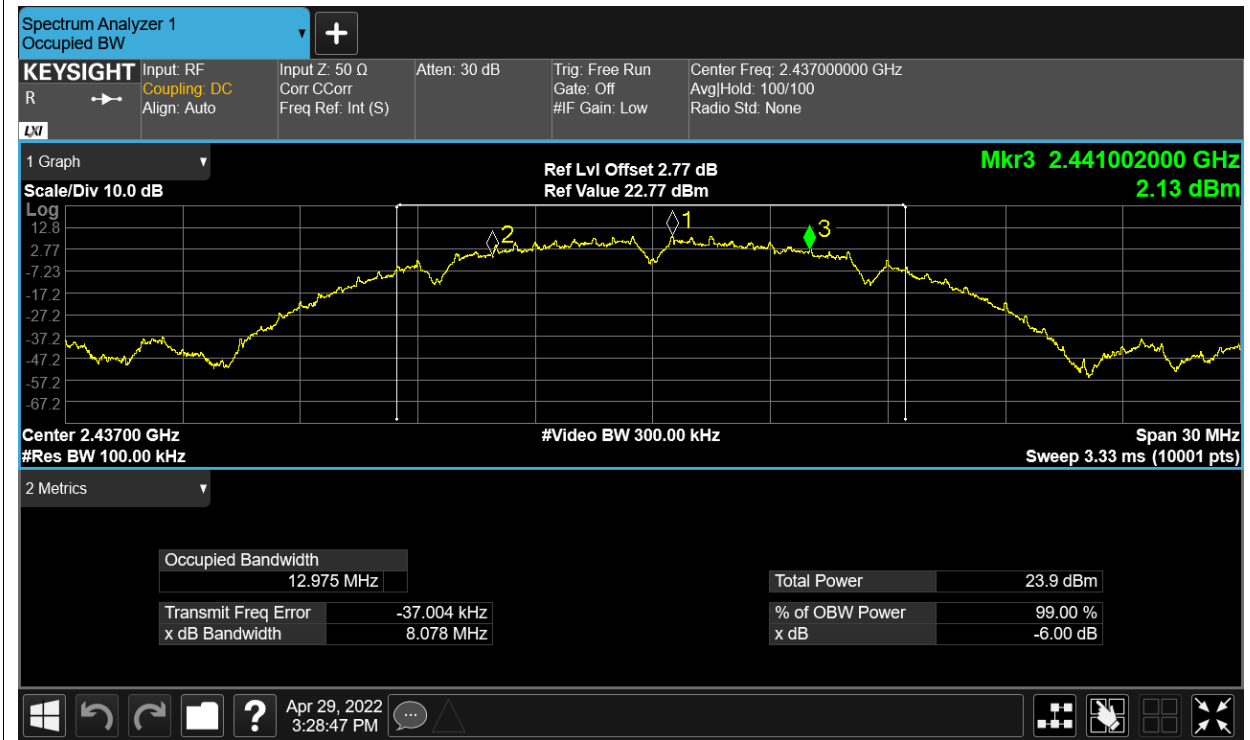 Spectrum Analyzer 1
Occupied BW
KEYSIGHT
R
LXI
Input: RF
Coupling: DC
Align: Auto
Input Z: 50 Ω
Corr CCorr
Freq Ref: Int (S)
Atten: 30 dB
Trig: Free Run
Gate: Off
#IF Gain: Low
Center Freq: 2.437000000 GHz
Avg|Hold: 100/100
Radio Std: None
1 Graph
Scale/Div 10.0 dB
Ref Lvl Offset 2.77 dB
Ref Value 22.77 dBm
Mkr3 2.441002000 GHz
2.13 dBm
Log
12.8
2.77
-7.23
-17.2
-27.2
-37.2
-47.2
-57.2
-67.2
2
1
3
Center 2.43700 GHz
#Res BW 100.00 kHz
#Video BW 300.00 kHz
Span 30 MHz
Sweep 3.33 ms (10001 pts)
2 Metrics
Occupied Bandwidth
12.975 MHz
Transmit Freq Error -37.004 kHz
x dB Bandwidth 8.078 MHz
Total Power 23.9 dBm
% of OBW Power 99.00 %
x dB -6.00 dB
?
Apr 29, 2022
3:28:47 PM